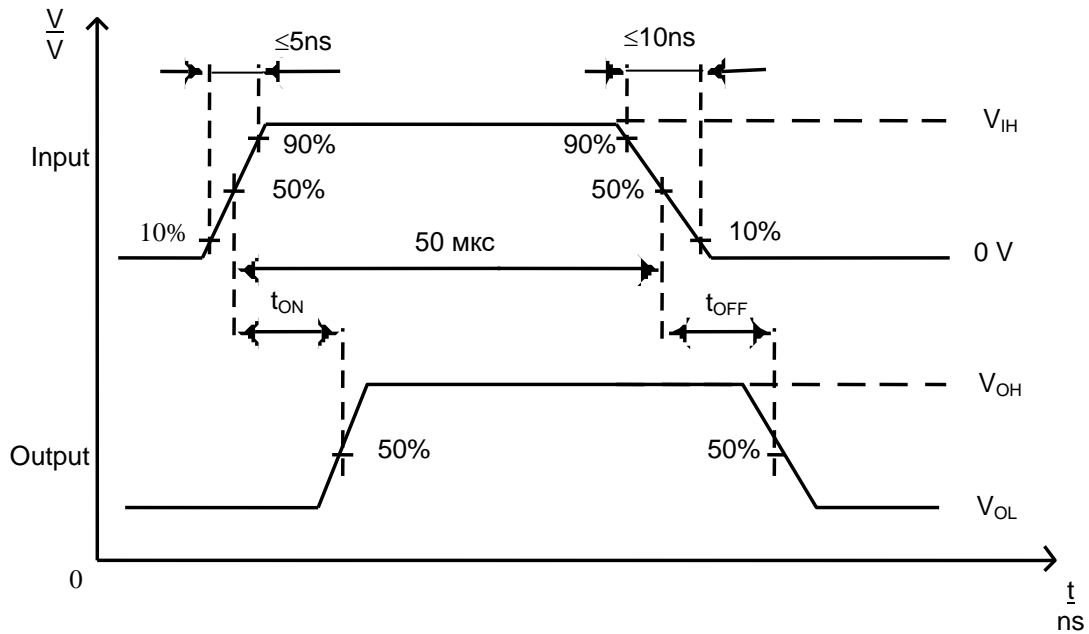 V
V
≤5ns
≤10ns
V_IH
Input
90%
90%
50%
50%
10%
10%
50 мкс
0 V
t_ON
t_OFF
V_OH
Output
50%
50%
V_OL
0
t
ns